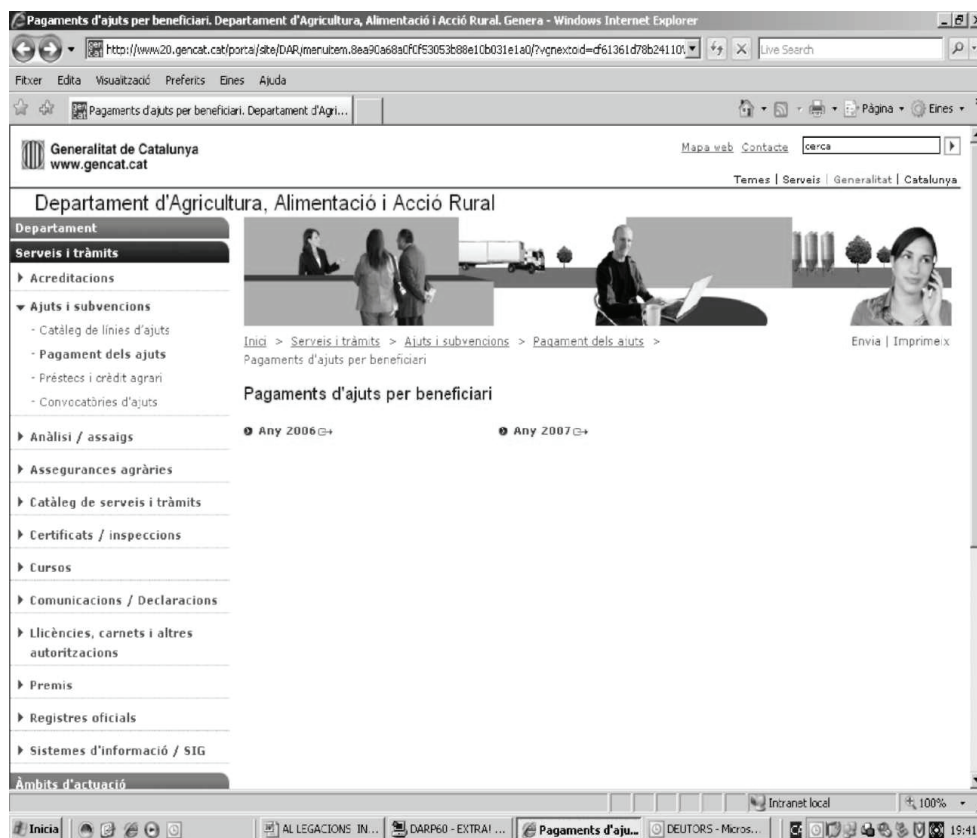 Pagaments d'ajuts per beneficiari. Departament d'Agricultura, Alimentació i Acció Rural. Genera - Windows Internet Explorer
Live Search
Fitxer Edita Visualització Preferits Eines Ajuda
Pagaments d'ajuts per beneficiari. Departament d'Agri...
Pàgina Eines
Generalitat de Catalunya
www.gencat.cat
Mapa web Contacte cerca
Temes | Serveis | Generalitat | Catalunya
Departament d'Agricultura, Alimentació i Acció Rural
Departament
Serveis i tràmits
Acreditacions
Ajuts i subvencions
- Catàleg de línies d'ajuts
- Pagament dels ajuts
- Préstecs i crèdit agrari
- Convocatòries d'ajuts
Anàlisi / assaigs
Assegurances agràries
Catàleg de serveis i tràmits
Certificats / inspeccions
Cursos
Comunicacions / Declaracions
Llicències, carnets i altres
autoritzacions
Premis
Registres oficials
Sistemes d'informació / SIG
Àmbits d'actuació
Inici > Serveis i tràmits > Ajuts i subvencions > Pagament dels ajuts >
Pagaments d'ajuts per beneficiari
Envia | Imprimeix
Pagaments d'ajuts per beneficiari
Any 2006 Any 2007
Intranet local 100%
Inicia AL LEGACIONS IN... DARP60 - EXTRA! ... Pagaments d'aju... DEUTORS - Micros...